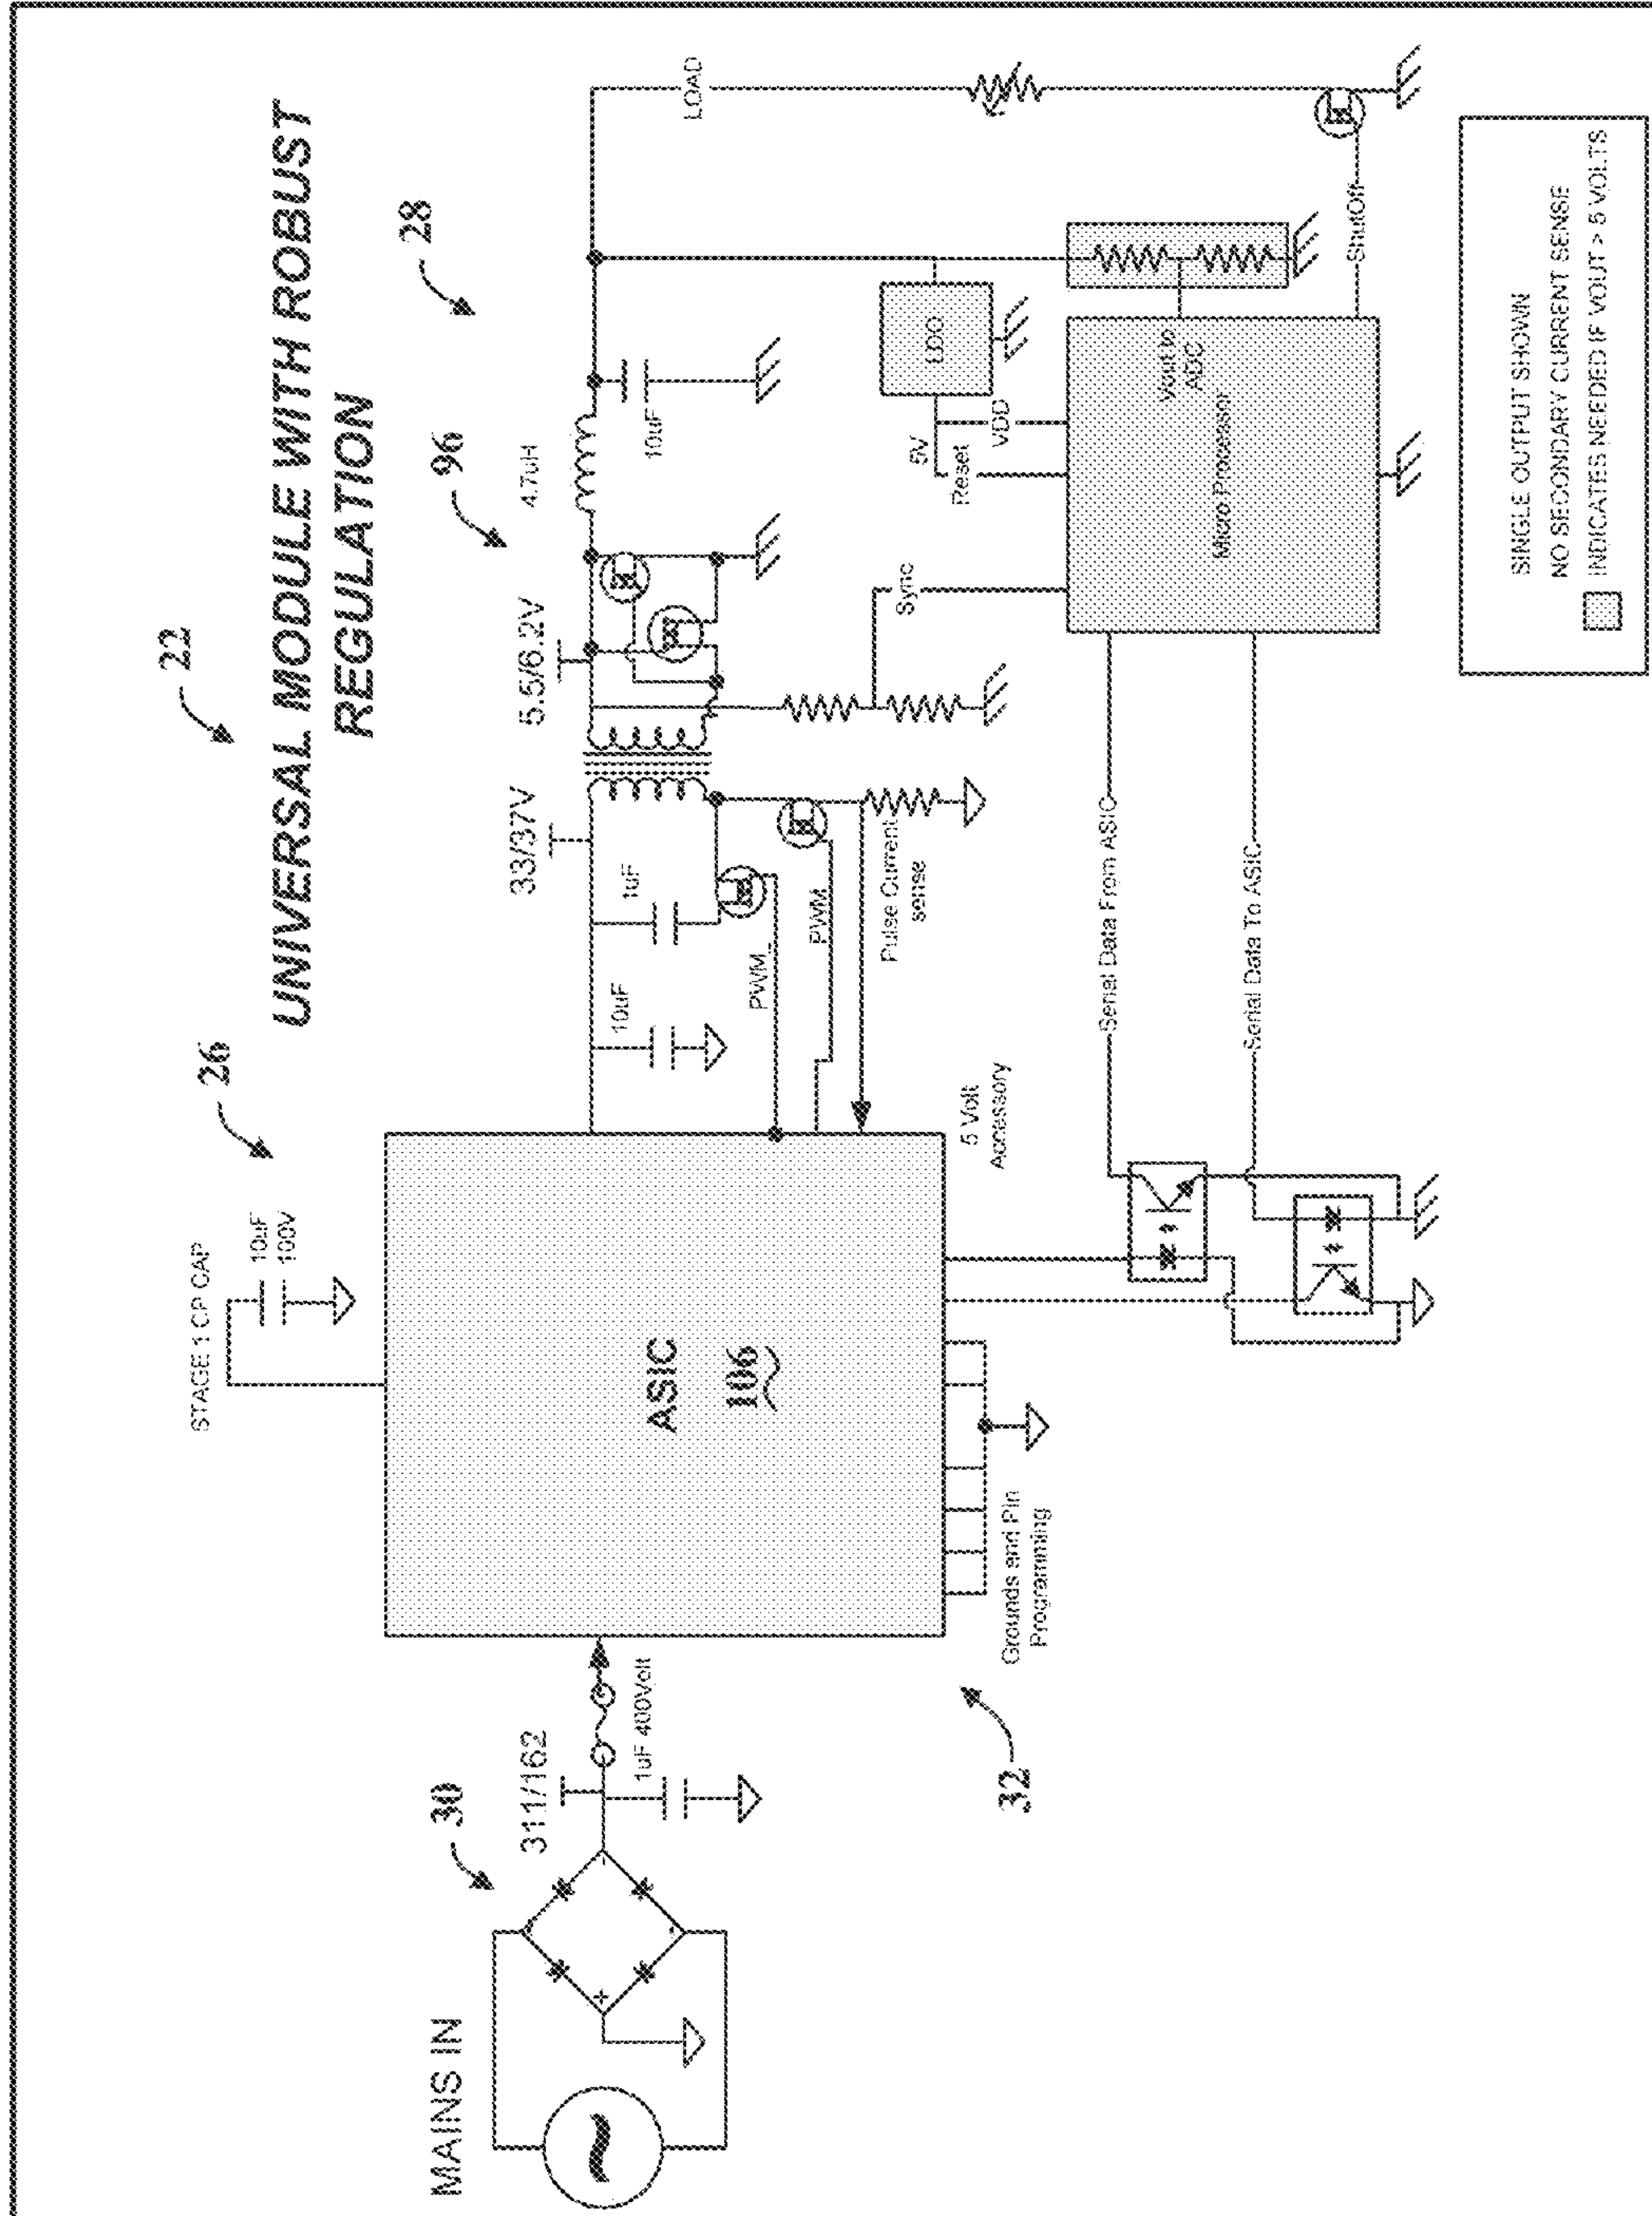 22
UNIVERSAL MODULE WITH ROBUST
REGULATION
26
28
96
STAGE 1 CP CAP
10uF
100V
30
MAINS IN
311/162
1uF 400Volt
32
ASIC
106
Grounds and Pin
Programming
33/37V
5.5/6.2V
4.7uH
10uF
1uF
10uF
PWM_
PWM
Pulse Current
sense
5 Volt
Accessory
LOAD
LDO
5V
Reset
VDD
Sync
Vout to
ADC
Micro Processor
ShutOff
Serial Data From ASIC
Serial Data To ASIC
SINGLE OUTPUT SHOWN
NO SECONDARY CURRENT SENSE
INDICATES NEEDED IF VOUT > 5 VOLTS